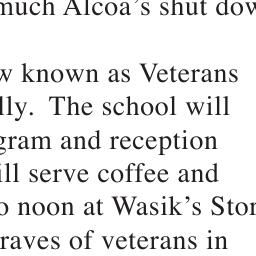 much Alcoa's shut dow
w known as Veterans
lly. The school will
gram and reception
ill serve coffee and
o noon at Wasik's Stor
raves of veterans in